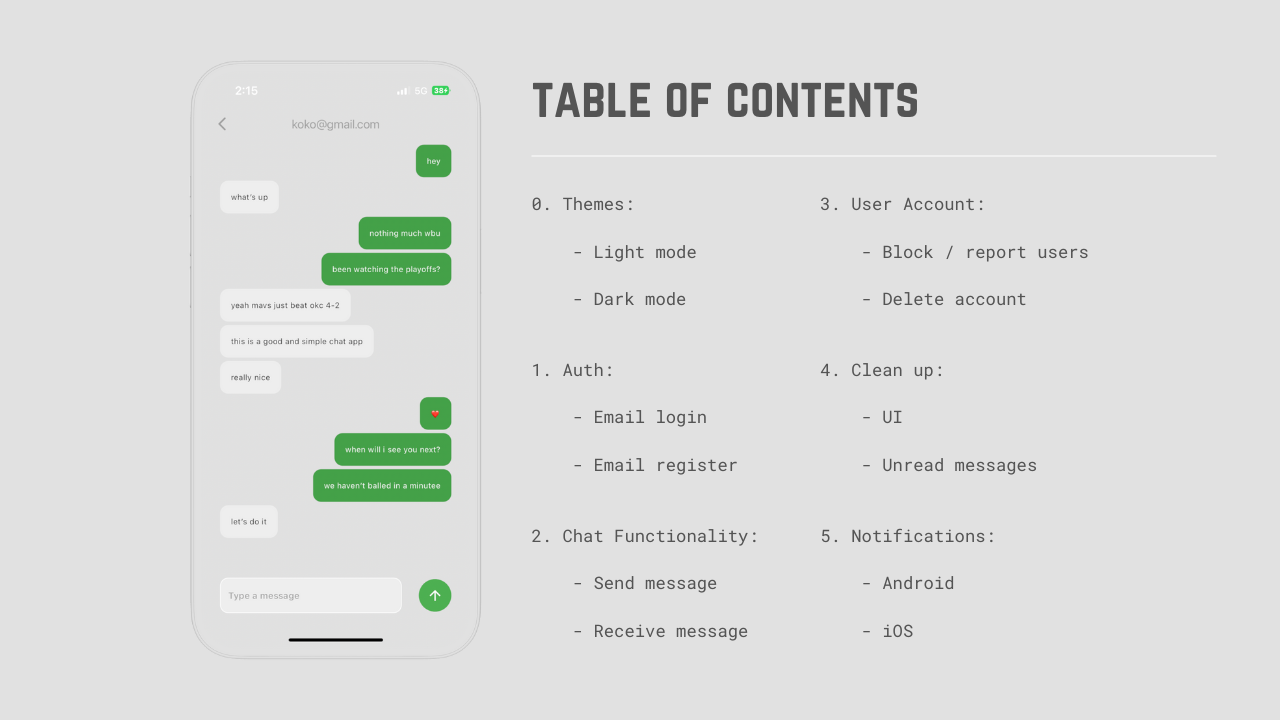 2:15
5G
38+
koko@gmail.com
hey
what's up
nothing much wbu
been watching the playoffs?
yeah mavs just beat okc 4-2
this is a good and simple chat app
really nice
when will i see you next?
we haven't balled in a minutee
let's do it
Type a message
TABLE OF CONTENTS
0. Themes:
- Light mode
- Dark mode
1. Auth:
- Email login
- Email register
2. Chat Functionality:
- Send message
- Receive message
3. User Account:
- Block / report users
- Delete account
4. Clean up:
- UI
- Unread messages
5. Notifications:
- Android
- iOS